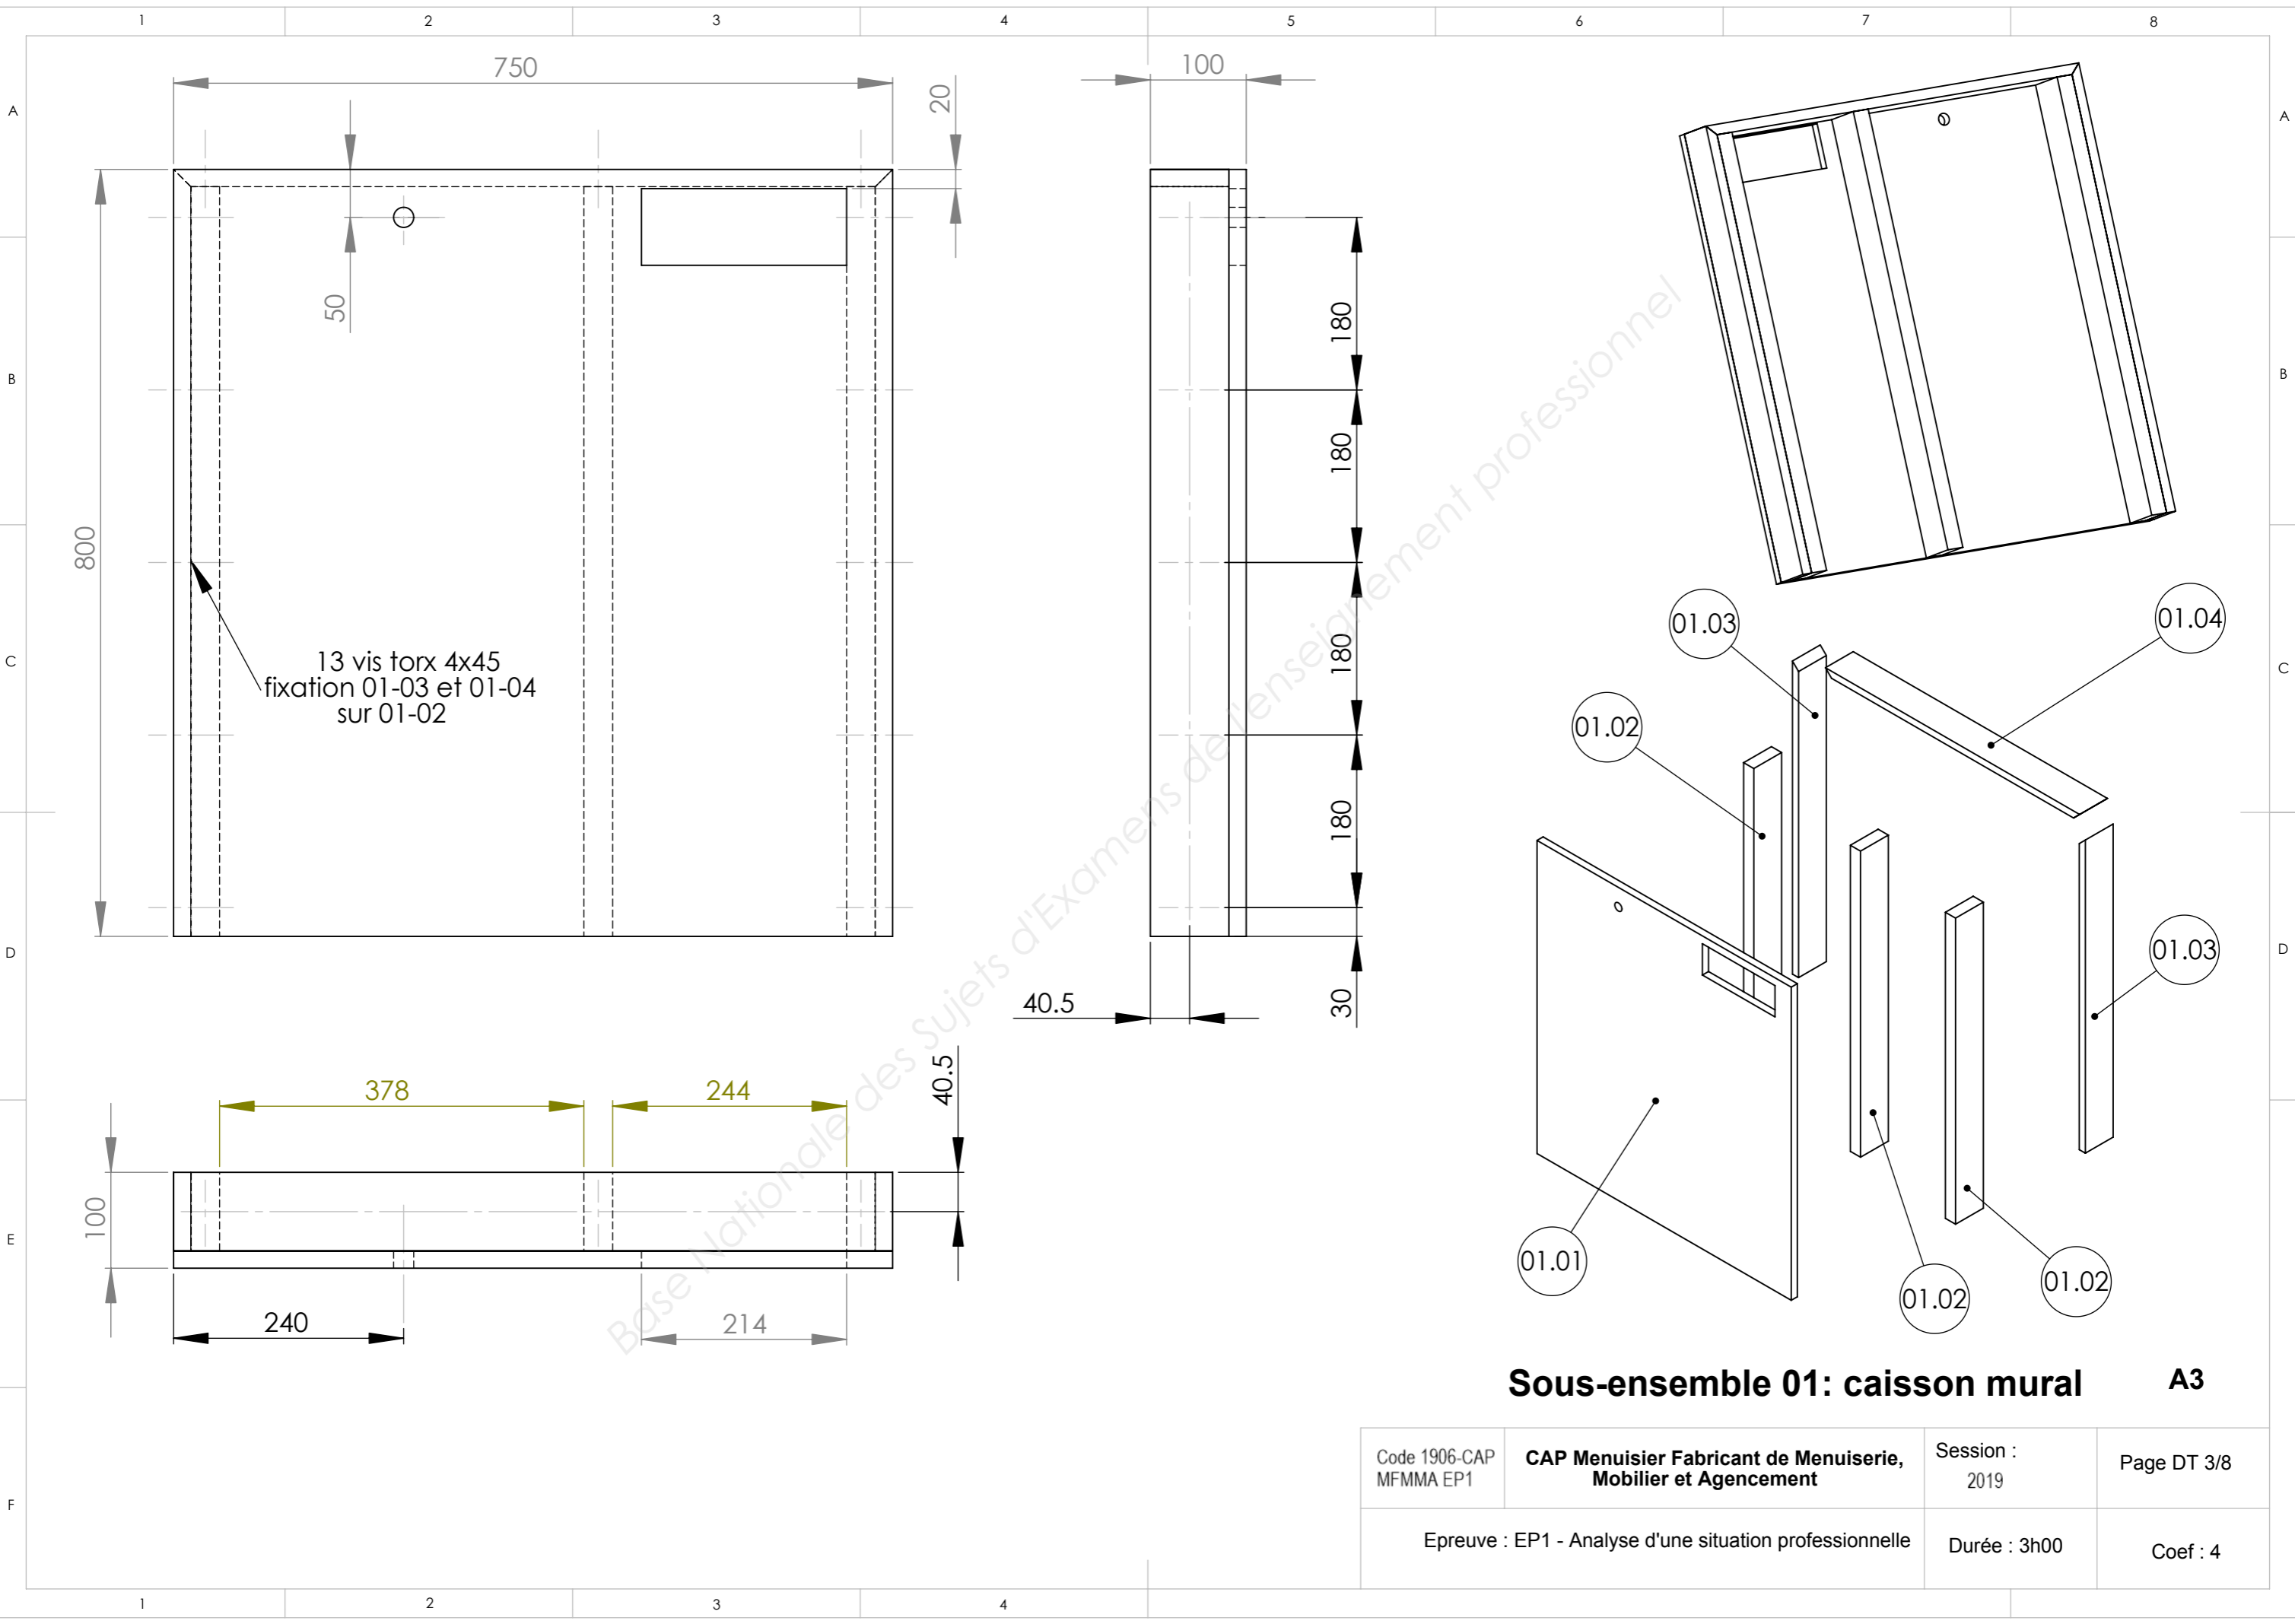 1 2 3 4 5 6 7 8
A A
B B
C C
D D
E
F
1 2 3 4
750
20
50
800
13 vis torx 4x45
fixation 01-03 et 01-04
sur 01-02
100
180
180
180
180
30
40.5
378
244
40.5
100
240
214
01.03
01.04
01.02
01.03
01.01
01.02
01.02
Base Nationale des Sujets d'Examens de l'enseignement professionnel
Sous-ensemble 01: caisson mural A3
Code 1906-CAP
MFMMA EP1
CAP Menuisier Fabricant de Menuiserie,
Mobilier et Agencement
Session :
2019
Page DT 3/8
Epreuve : EP1 - Analyse d'une situation professionnelle
Durée : 3h00
Coef : 4